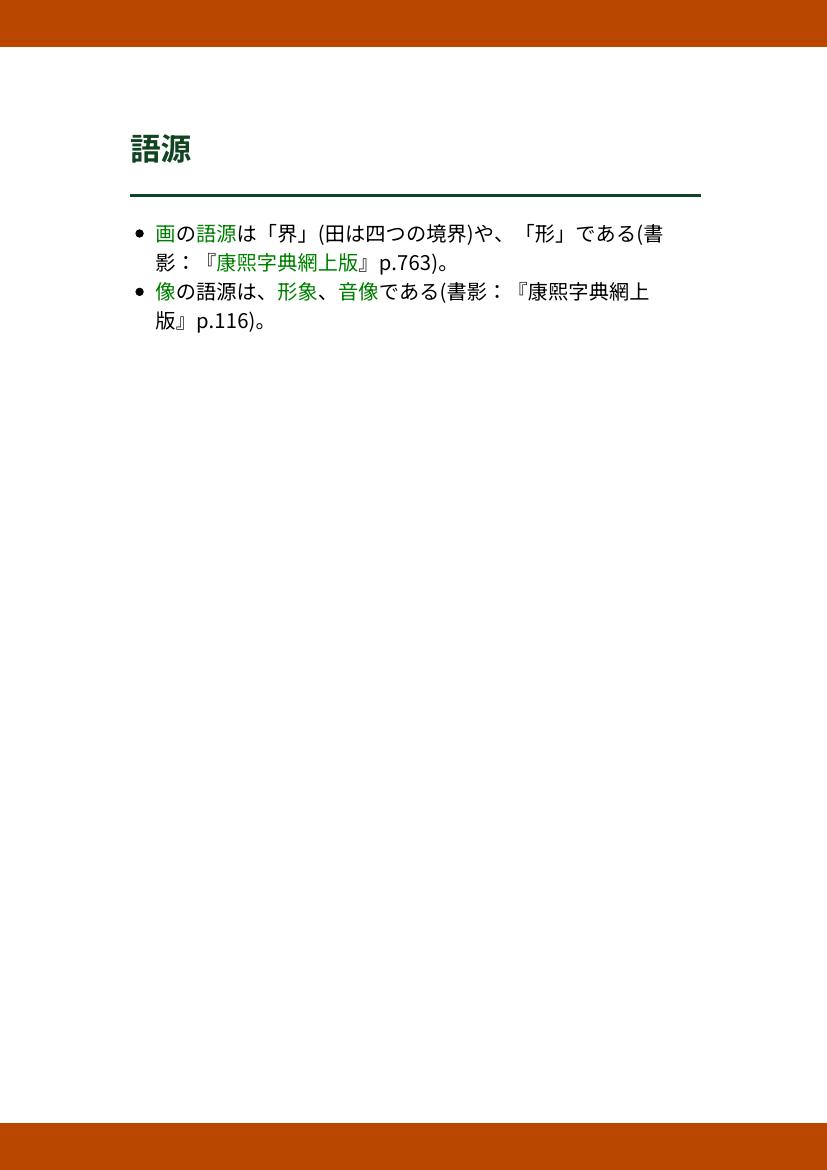 語源
• 画の語源は「界」(田は四つの境界)や、「形」である(書
影：『康熙字典網上版』p.763)。
• 像の語源は、形象、音像である(書影：『康熙字典網上
版』p.116)。